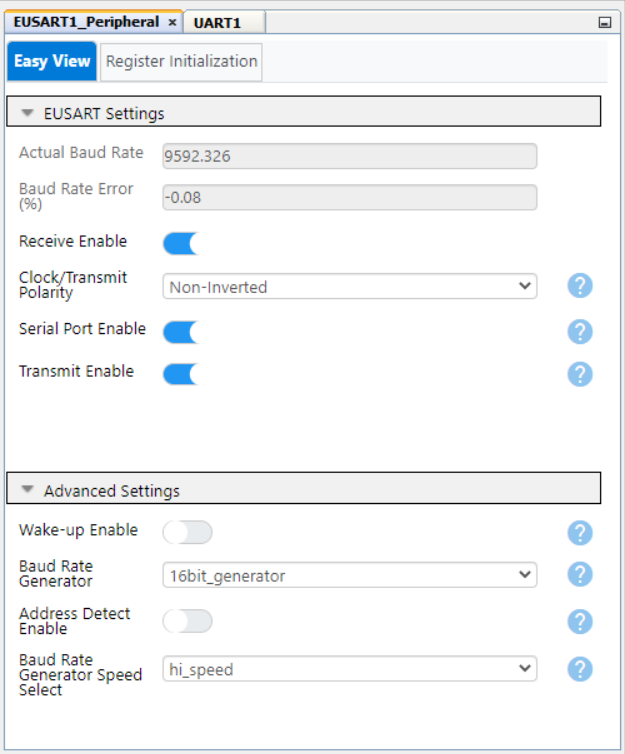 EUSART1_Peripheral × UART1
Easy View Register Initialization
EUSART Settings
Actual Baud Rate 9592.326
Baud Rate Error
(%) -0.08
Receive Enable
Clock/Transmit
Polarity Non-Inverted ?
Serial Port Enable ?
Transmit Enable ?
Advanced Settings
Wake-up Enable ?
Baud Rate
Generator 16bit_generator ?
Address Detect
Enable ?
Baud Rate
Generator Speed
Select hi_speed ?